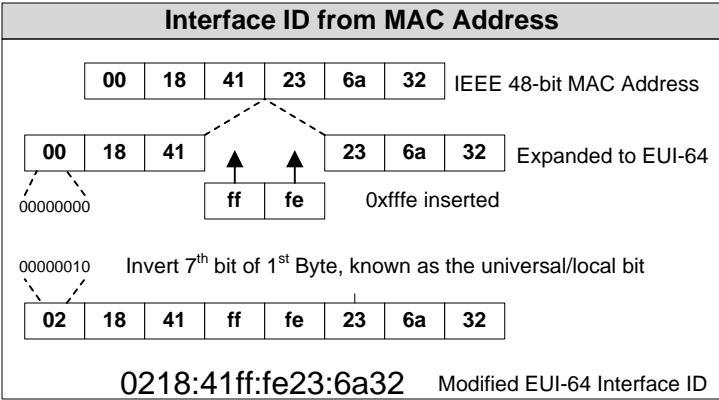 Interface ID from MAC Address
00 18 41 23 6a 32 IEEE 48-bit MAC Address
00 18 41 23 6a 32 Expanded to EUI-64
00000000 ff fe 0xfffe inserted
00000010 Invert 7th bit of 1st Byte, known as the universal/local bit
02 18 41 ff fe 23 6a 32
0218:41ff:fe23:6a32 Modified EUI-64 Interface ID